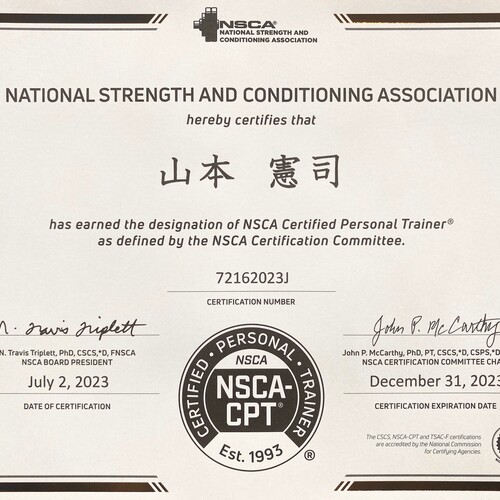 NSCA®
NATIONAL STRENGTH AND
CONDITIONING ASSOCIATION
NATIONAL STRENGTH AND CONDITIONING ASSOCIATION
hereby certifies that
山本 憲司
has earned the designation of NSCA Certified Personal Trainer®
as defined by the NSCA Certification Committee.
72162023J
CERTIFICATION NUMBER
N. Travis Triplett
John P. McCarthy
N. Travis Triplett, PhD, CSCS,*D, FNSCA
NSCA BOARD PRESIDENT
John P. McCarthy, PhD, PT, CSCS,*D, CSPS,*D
NSCA CERTIFICATION COMMITTEE CHA
July 2, 2023
DATE OF CERTIFICATION
December 31, 2023
CERTIFICATION EXPIRATION DATE
CERTIFIED • PERSONAL • TRAINER
NSCA
NSCA-
CPT®
Est. 1993
®
The CSCS, NSCA-CPT and TSAC-F certifications
are accredited by the National Commission
for Certifying Agencies.